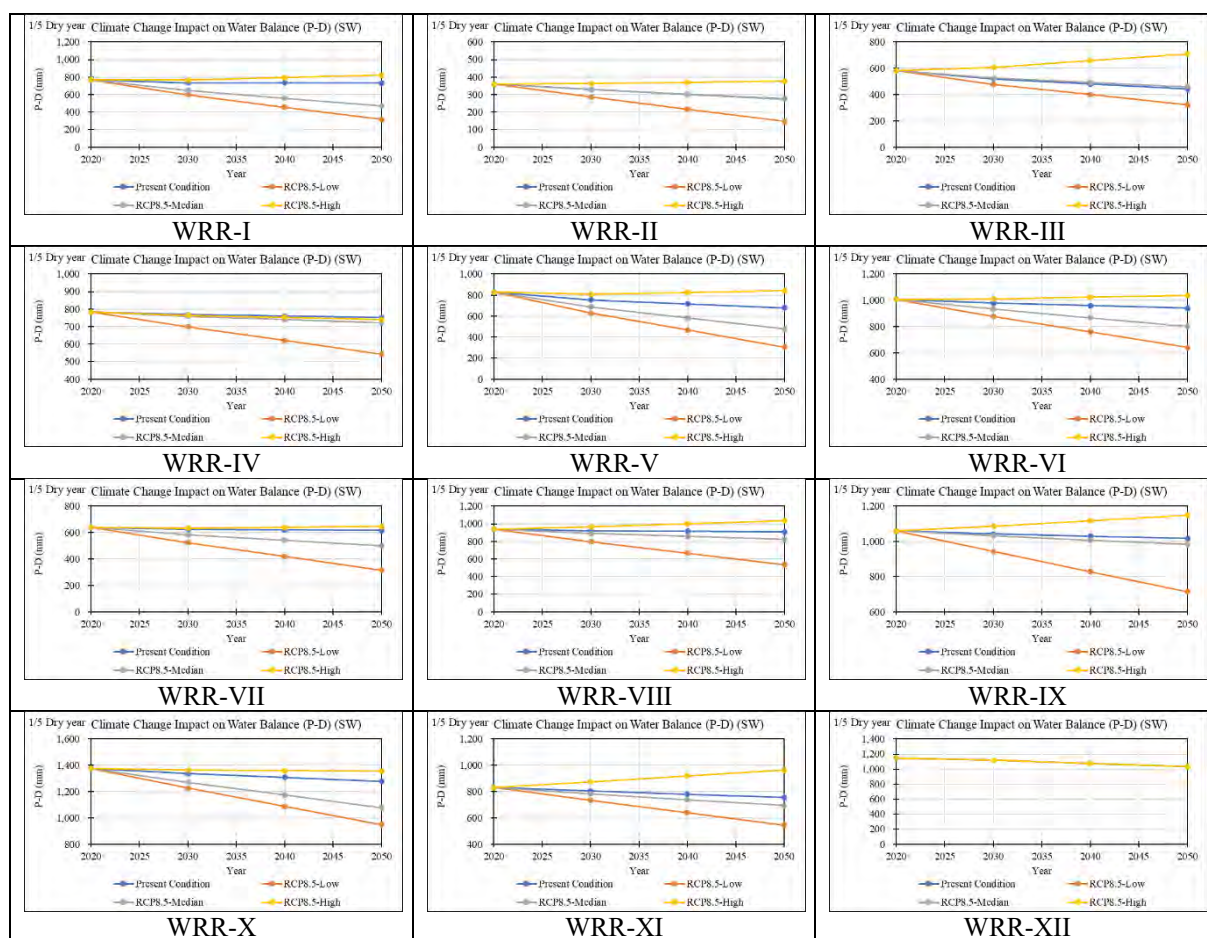 1/5 Dry year Climate Change Impact on Water Balance (P-D) (SW)
1,200
1,000
800
600
400
200
0
P-D (mm)
2020 2025 2030 2035 2040 2045 2050
Year
Present Condition RCP8.5-Low
RCP8.5-Median RCP8.5-High
WRR-I
1/5 Dry year Climate Change Impact on Water Balance (P-D) (SW)
600
500
400
300
200
100
0
P-D (mm)
2020 2025 2030 2035 2040 2045 2050
Year
Present Condition RCP8.5-Low
RCP8.5-Median RCP8.5-High
WRR-II
1/5 Dry year Climate Change Impact on Water Balance (P-D) (SW)
800
600
400
200
0
P-D (mm)
2020 2025 2030 2035 2040 2045 2050
Year
Present Condition RCP8.5-Low
RCP8.5-Median RCP8.5-High
WRR-III
1/5 Dry year Climate Change Impact on Water Balance (P-D) (SW)
1,000
900
800
700
600
500
400
P-D (mm)
2020 2025 2030 2035 2040 2045 2050
Year
Present Condition RCP8.5-Low
RCP8.5-Median RCP8.5-High
WRR-IV
1/5 Dry year Climate Change Impact on Water Balance (P-D) (SW)
1,000
800
600
400
200
0
P-D (mm)
2020 2025 2030 2035 2040 2045 2050
Year
Present Condition RCP8.5-Low
RCP8.5-Median RCP8.5-High
WRR-V
1/5 Dry year Climate Change Impact on Water Balance (P-D) (SW)
1,200
1,000
800
600
400
P-D (mm)
2020 2025 2030 2035 2040 2045 2050
Year
Present Condition RCP8.5-Low
RCP8.5-Median RCP8.5-High
WRR-VI
1/5 Dry year Climate Change Impact on Water Balance (P-D) (SW)
800
600
400
200
0
P-D (mm)
2020 2025 2030 2035 2040 2045 2050
Year
Present Condition RCP8.5-Low
RCP8.5-Median RCP8.5-High
WRR-VII
1/5 Dry year Climate Change Impact on Water Balance (P-D) (SW)
1,200
1,000
800
600
400
200
0
P-D (mm)
2020 2025 2030 2035 2040 2045 2050
Year
Present Condition RCP8.5-Low
RCP8.5-Median RCP8.5-High
WRR-VIII
1/5 Dry year Climate Change Impact on Water Balance (P-D) (SW)
1,200
1,000
800
600
P-D (mm)
2020 2025 2030 2035 2040 2045 2050
Year
Present Condition RCP8.5-Low
RCP8.5-Median RCP8.5-High
WRR-IX
1/5 Dry year Climate Change Impact on Water Balance (P-D) (SW)
1,600
1,400
1,200
1,000
800
P-D (mm)
2020 2025 2030 2035 2040 2045 2050
Year
Present Condition RCP8.5-Low
RCP8.5-Median RCP8.5-High
WRR-X
1/5 Dry year Climate Change Impact on Water Balance (P-D) (SW)
1,200
1,000
800
600
400
P-D (mm)
2020 2025 2030 2035 2040 2045 2050
Year
Present Condition RCP8.5-Low
RCP8.5-Median RCP8.5-High
WRR-XI
1/5 Dry year Climate Change Impact on Water Balance (P-D) (SW)
1,400
1,200
1,000
800
600
400
200
0
P-D (mm)
2020 2025 2030 2035 2040 2045 2050
Year
Present Condition RCP8.5-Low
RCP8.5-Median RCP8.5-High
WRR-XII